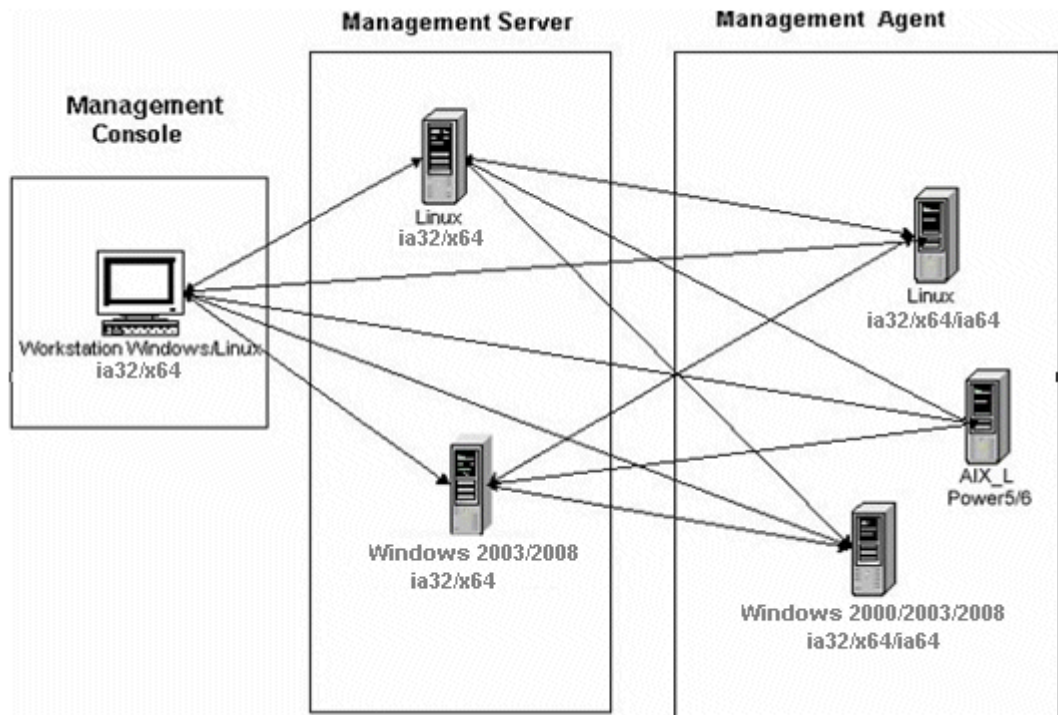 Management Server
Management Agent
Management
Console
Linux
ia32/x64
Linux
ia32/x64/ia64
Workstation Windows/Linux
ia32/x64
AIX_L
Power5/6
Windows 2003/2008
ia32/x64
Windows 2000/2003/2008
ia32/x64/ia64